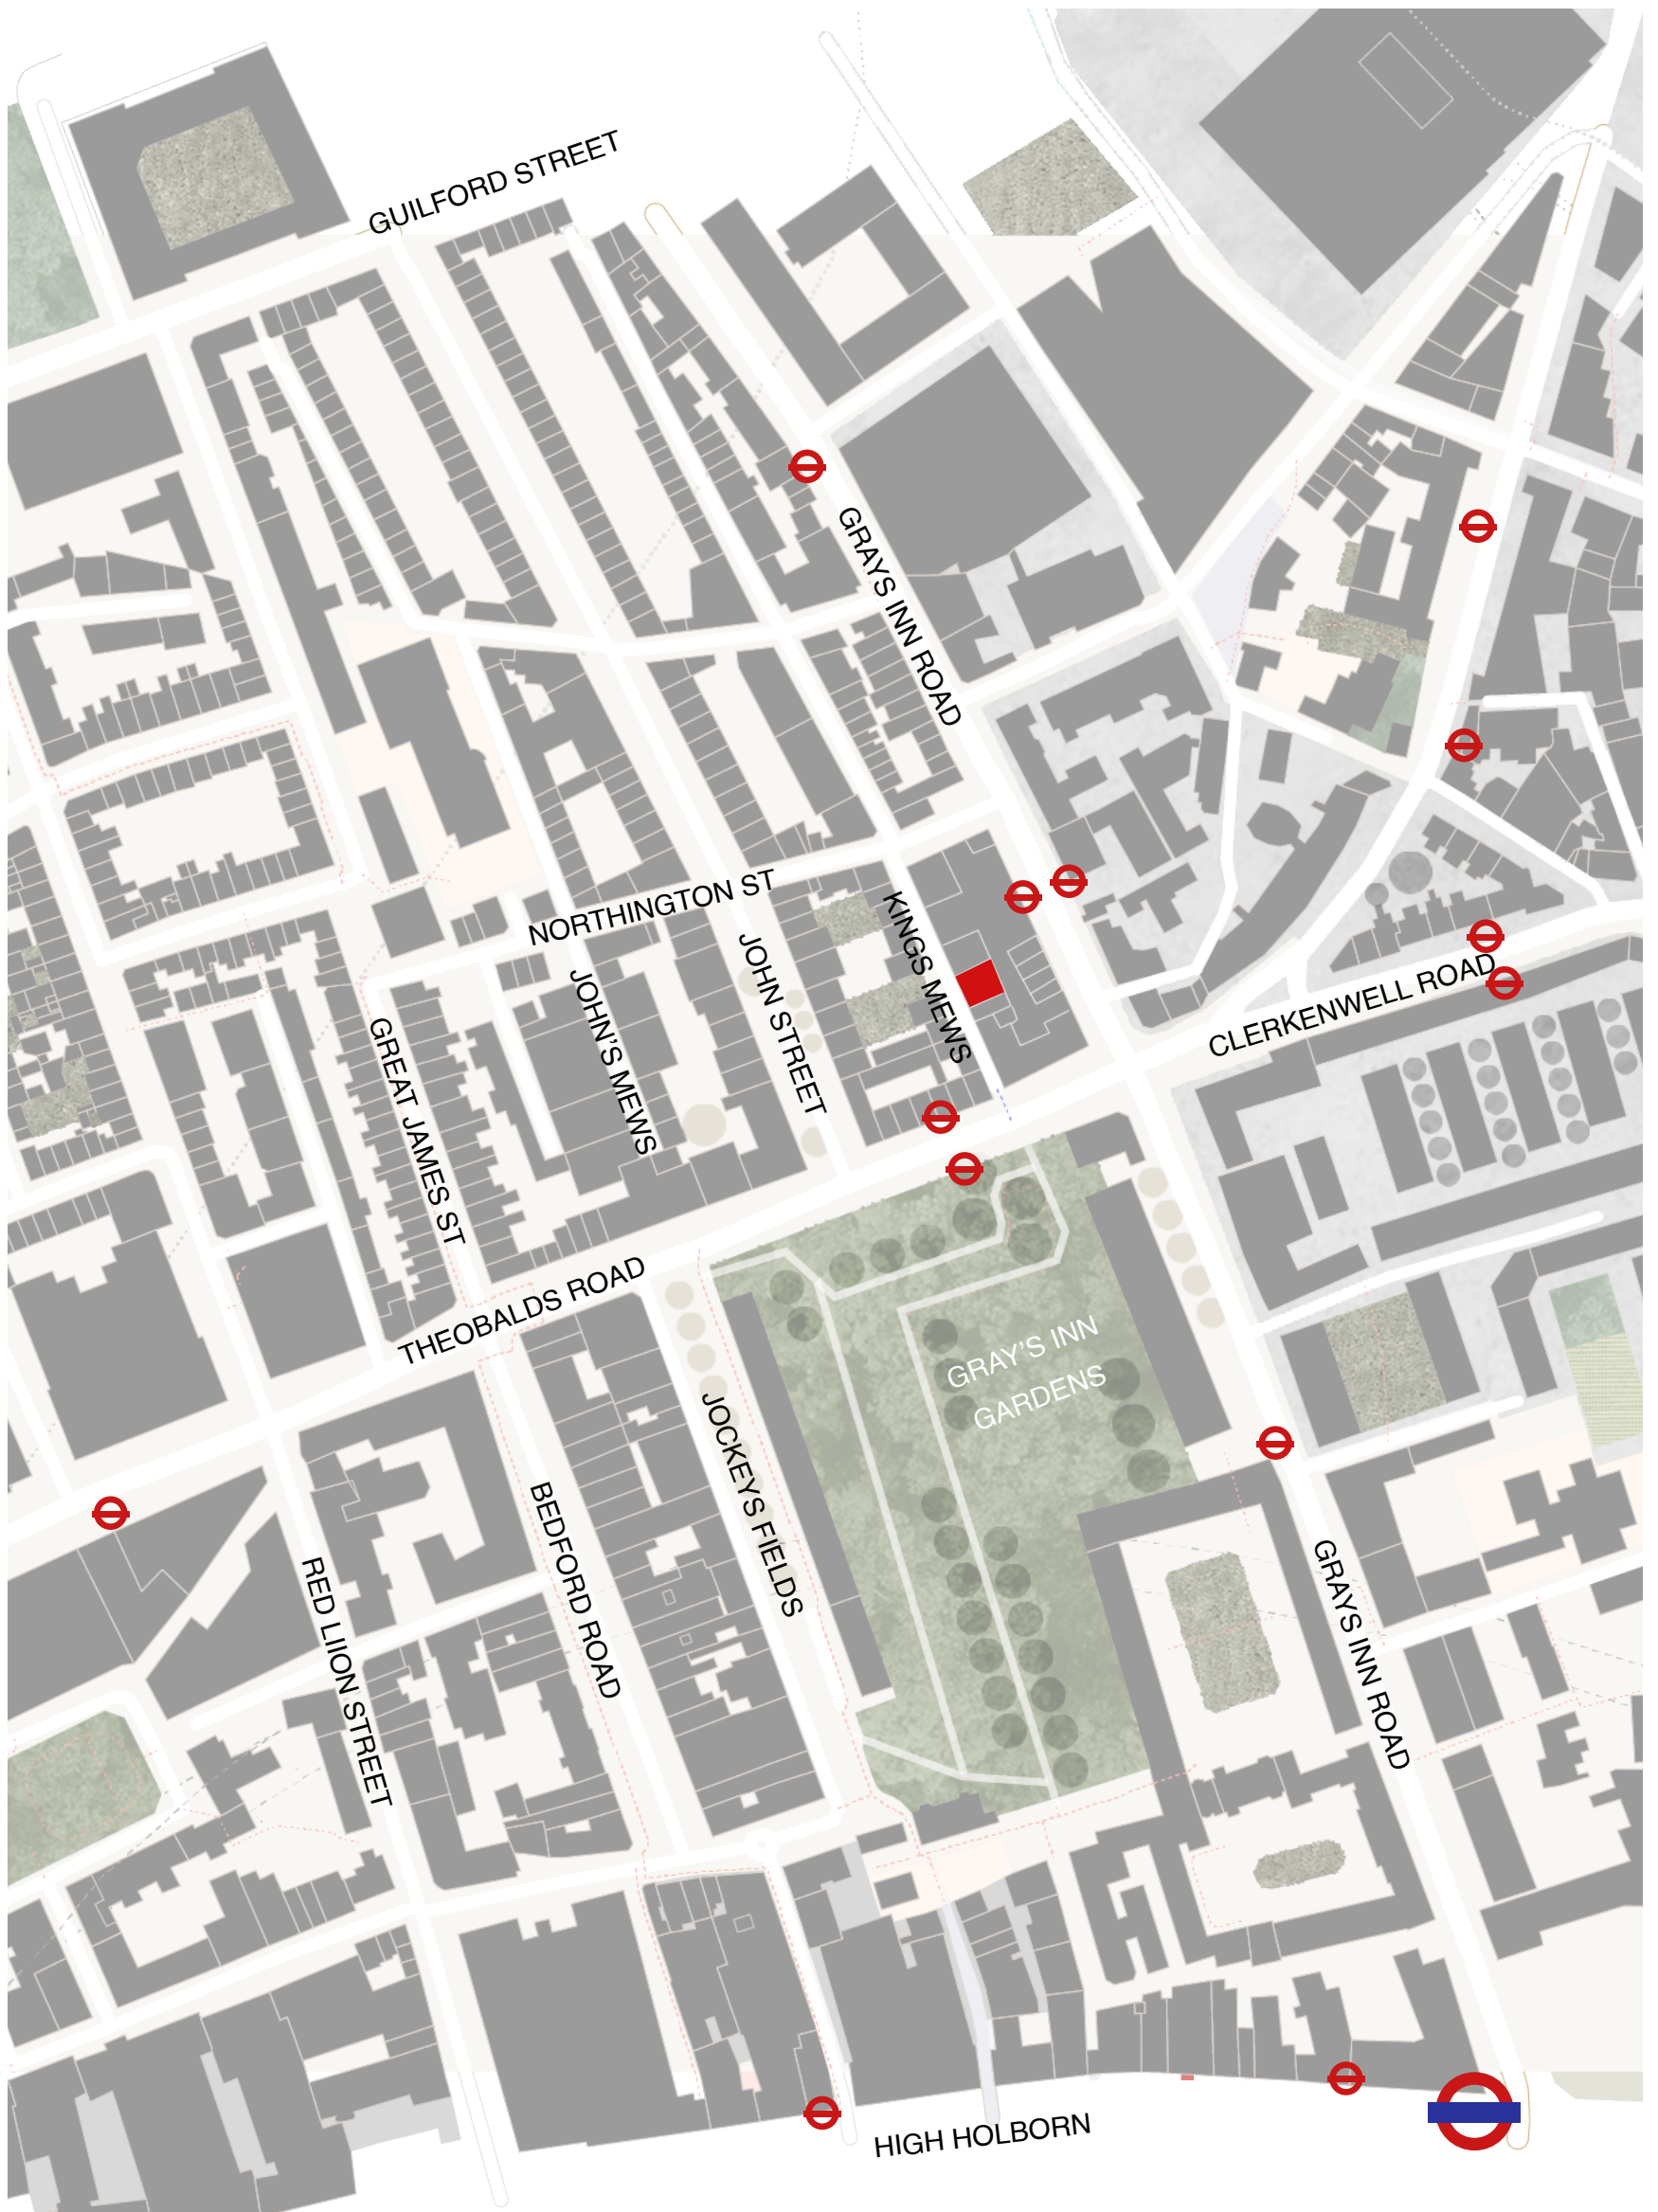 GUILFORD STREET
GRAYS INN ROAD
NORTHINGTON ST
KINGS MEWS
JOHN STREET
JOHN'S MEWS
CLERKENWELL ROAD
GREAT JAMES ST
THEOBALDS ROAD
GRAY'S INN
GARDENS
JOCKEYS FIELDS
BEDFORD ROAD
RED LIION STREET
GRAYS INN ROAD
HIGH HOLBORN